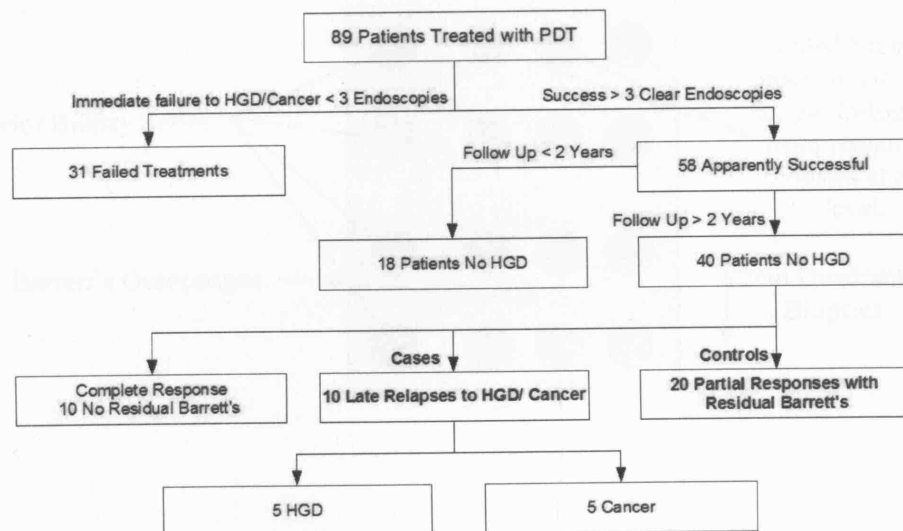 89 Patients Treated with PDT
Immediate failure to HGD/Cancer < 3 Endoscopies
Success > 3 Clear Endoscopies
31 Failed Treatments
Follow Up < 2 Years
58 Apparently Successful
Follow Up > 2 Years
18 Patients No HGD
40 Patients No HGD
Cases
Controls
Complete Response
10 No Residual Barrett's
10 Late Relapses to HGD/ Cancer
20 Partial Responses with
Residual Barrett's
5 HGD
5 Cancer